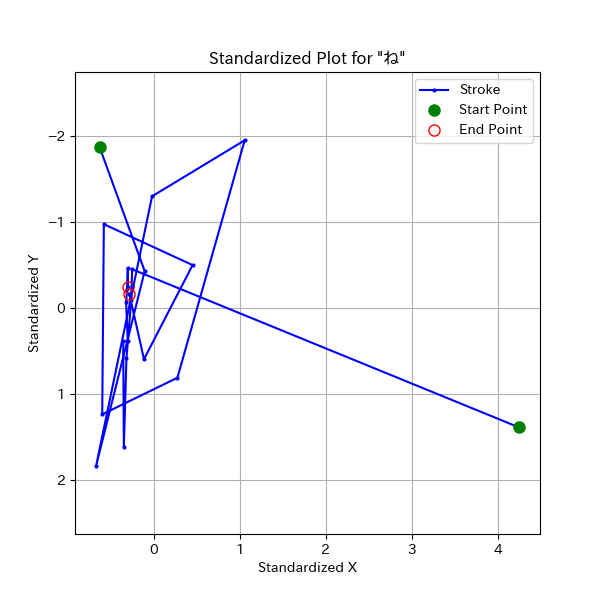 Standardized Plot for "ね"
Stroke
Start Point
End Point
Standardized Y
−2
−1
0
1
2
0 1 2 3 4
Standardized X